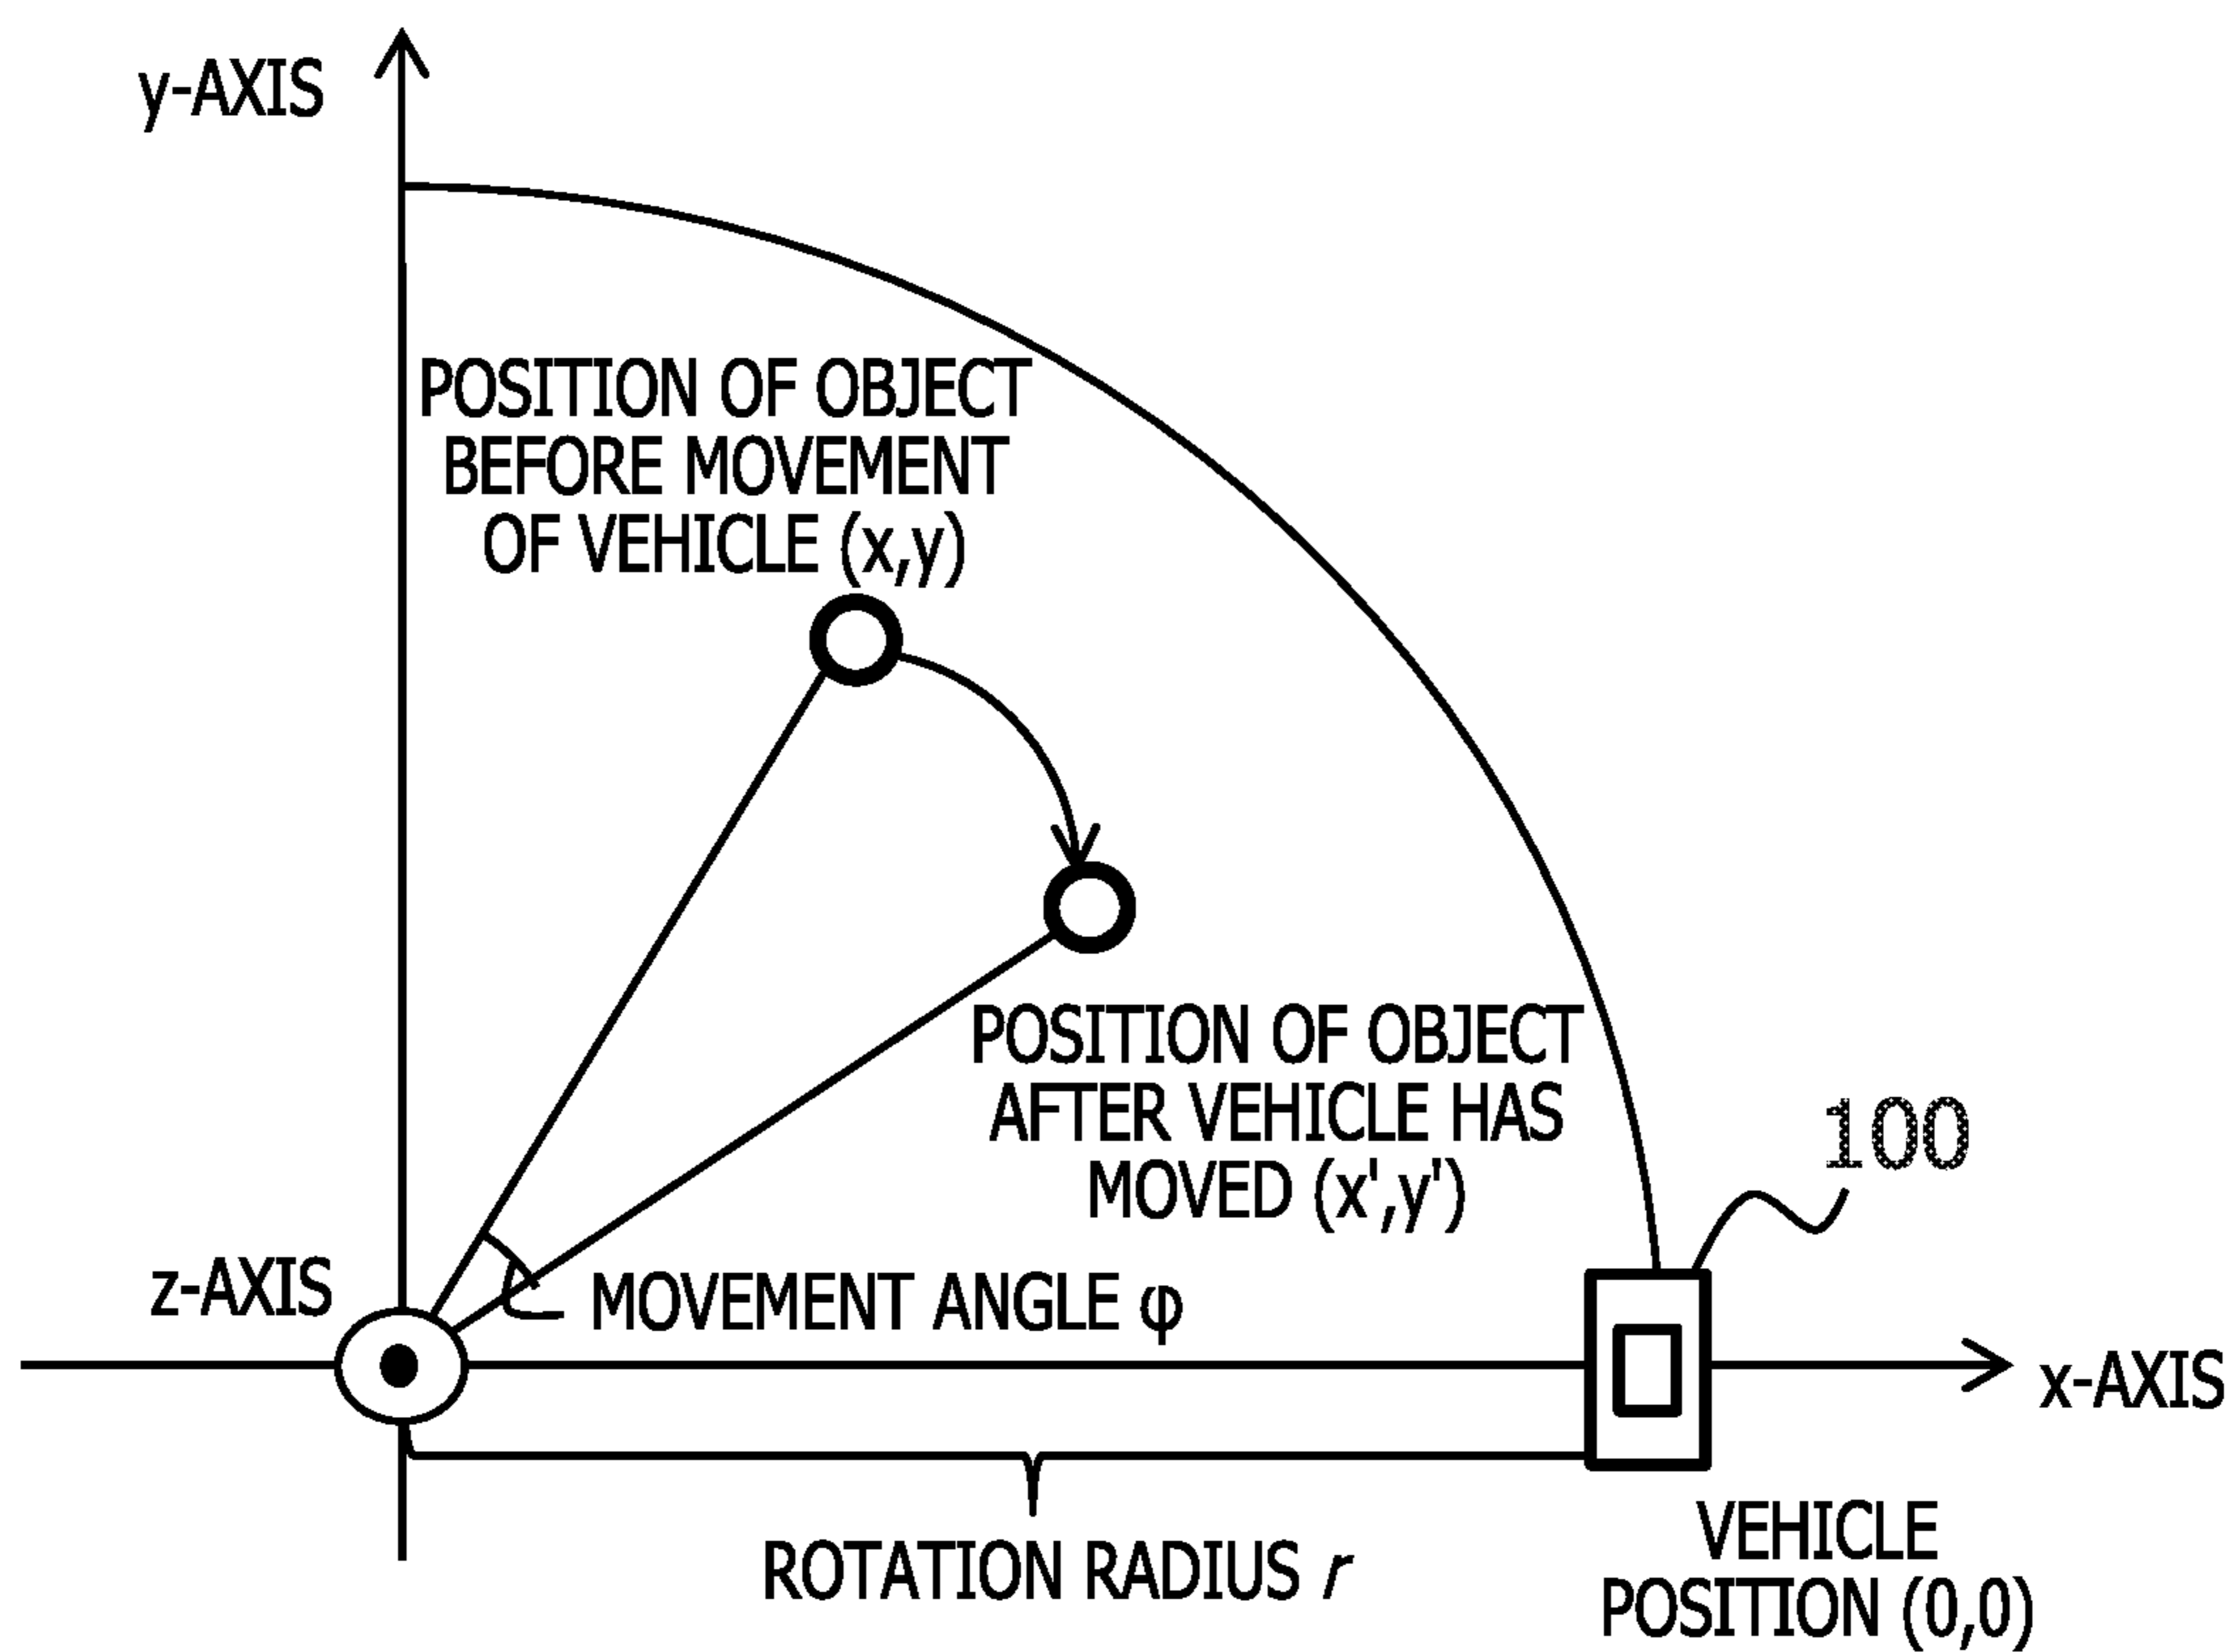 y-AXIS
POSITION OF OBJECT
BEFORE MOVEMENT
OF VEHICLE (x,y)
POSITION OF OBJECT
AFTER VEHICLE HAS
MOVED (x',y')
100
z-AXIS
MOVEMENT ANGLE φ
x-AXIS
ROTATION RADIUS r
VEHICLE
POSITION (0,0)